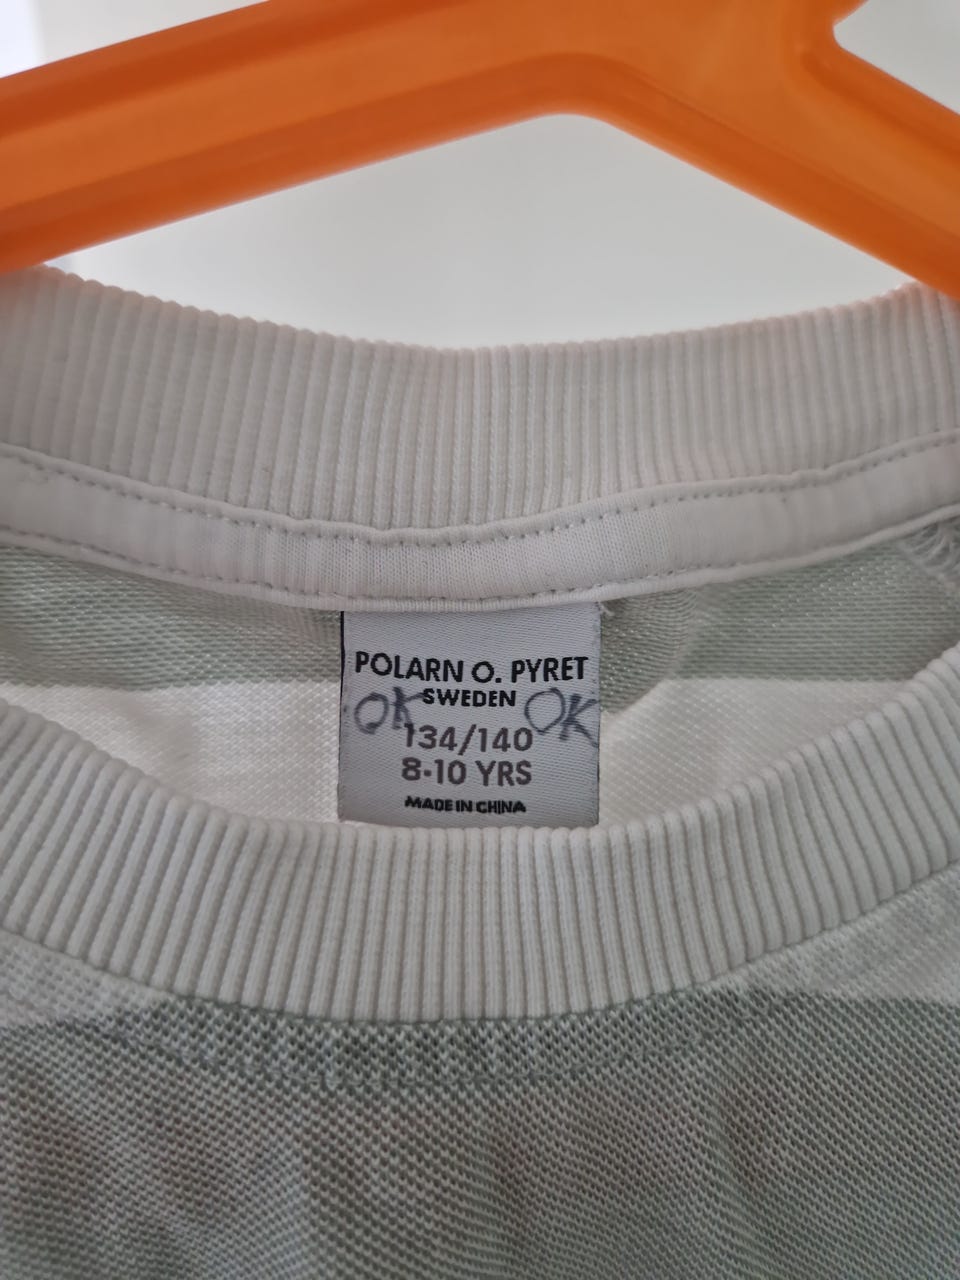 POLARN O. PYRET
OK SWEDEN OK
134/140
8-10 YRS
MADE IN CHINA